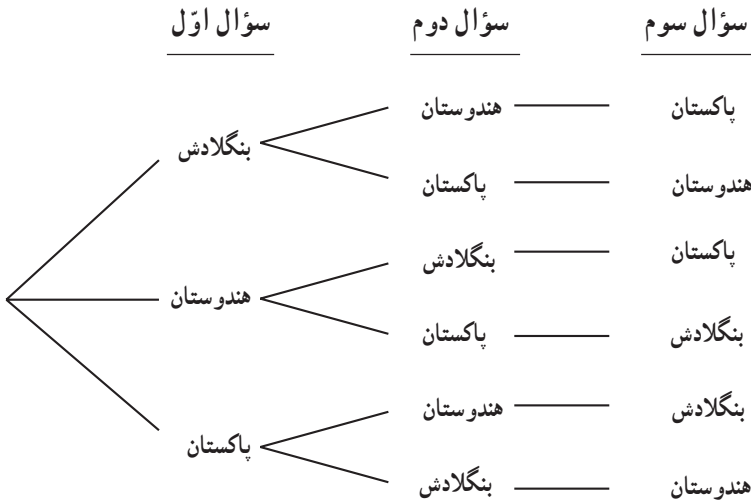 سؤال اوّل سؤال دوم سؤال سوم
هندوستان پاکستان
بنگلادش
پاکستان هندوستان
بنگلادش پاکستان
هندوستان
پاکستان بنگلادش
هندوستان بنگلادش
پاکستان
بنگلادش هندوستان